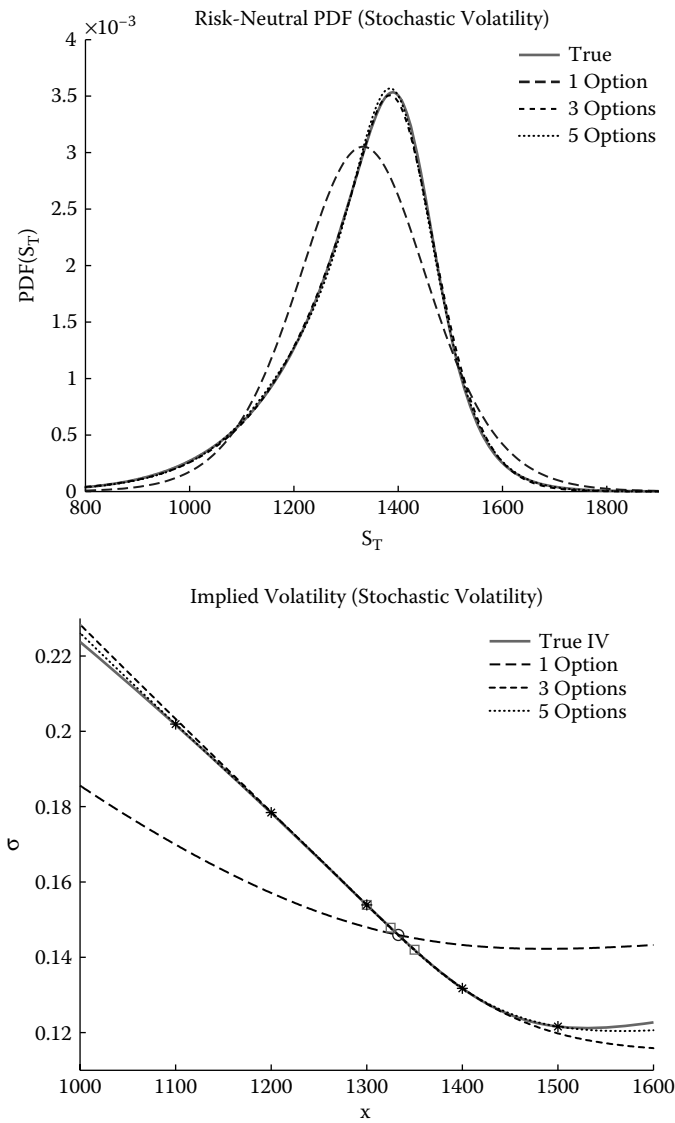 Risk-Neutral PDF (Stochastic Volatility)
×10⁻³
4
3.5
3
2.5
2
1.5
1
0.5
0
PDF(S_T)
True
1 Option
3 Options
5 Options
800 1000 1200 1400 1600 1800
S_T
Implied Volatility (Stochastic Volatility)
0.22
0.2
0.18
0.16
0.14
0.12
σ
True IV
1 Option
3 Options
5 Options
1000 1100 1200 1300 1400 1500 1600
x